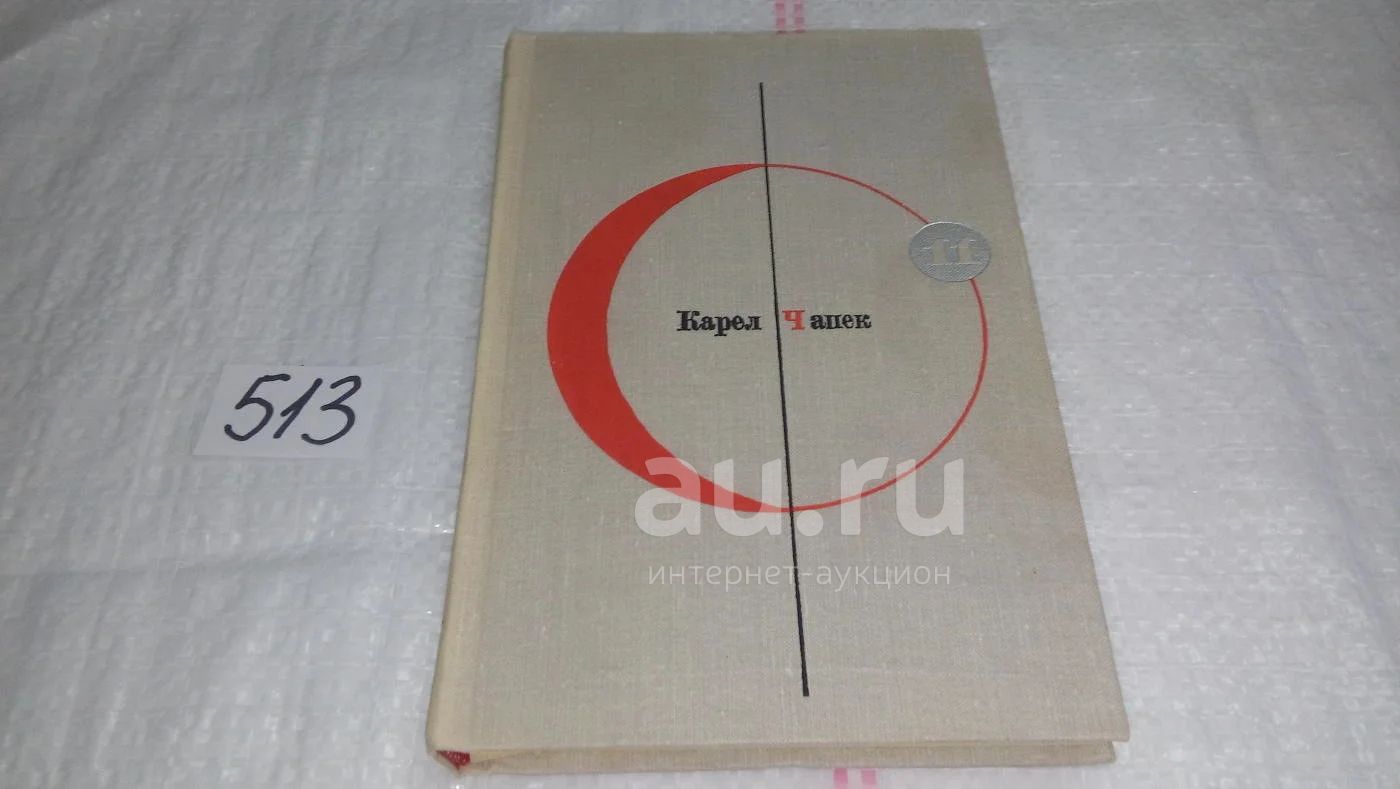 Карел Чапек
513
au.ru
интернет-аукцион